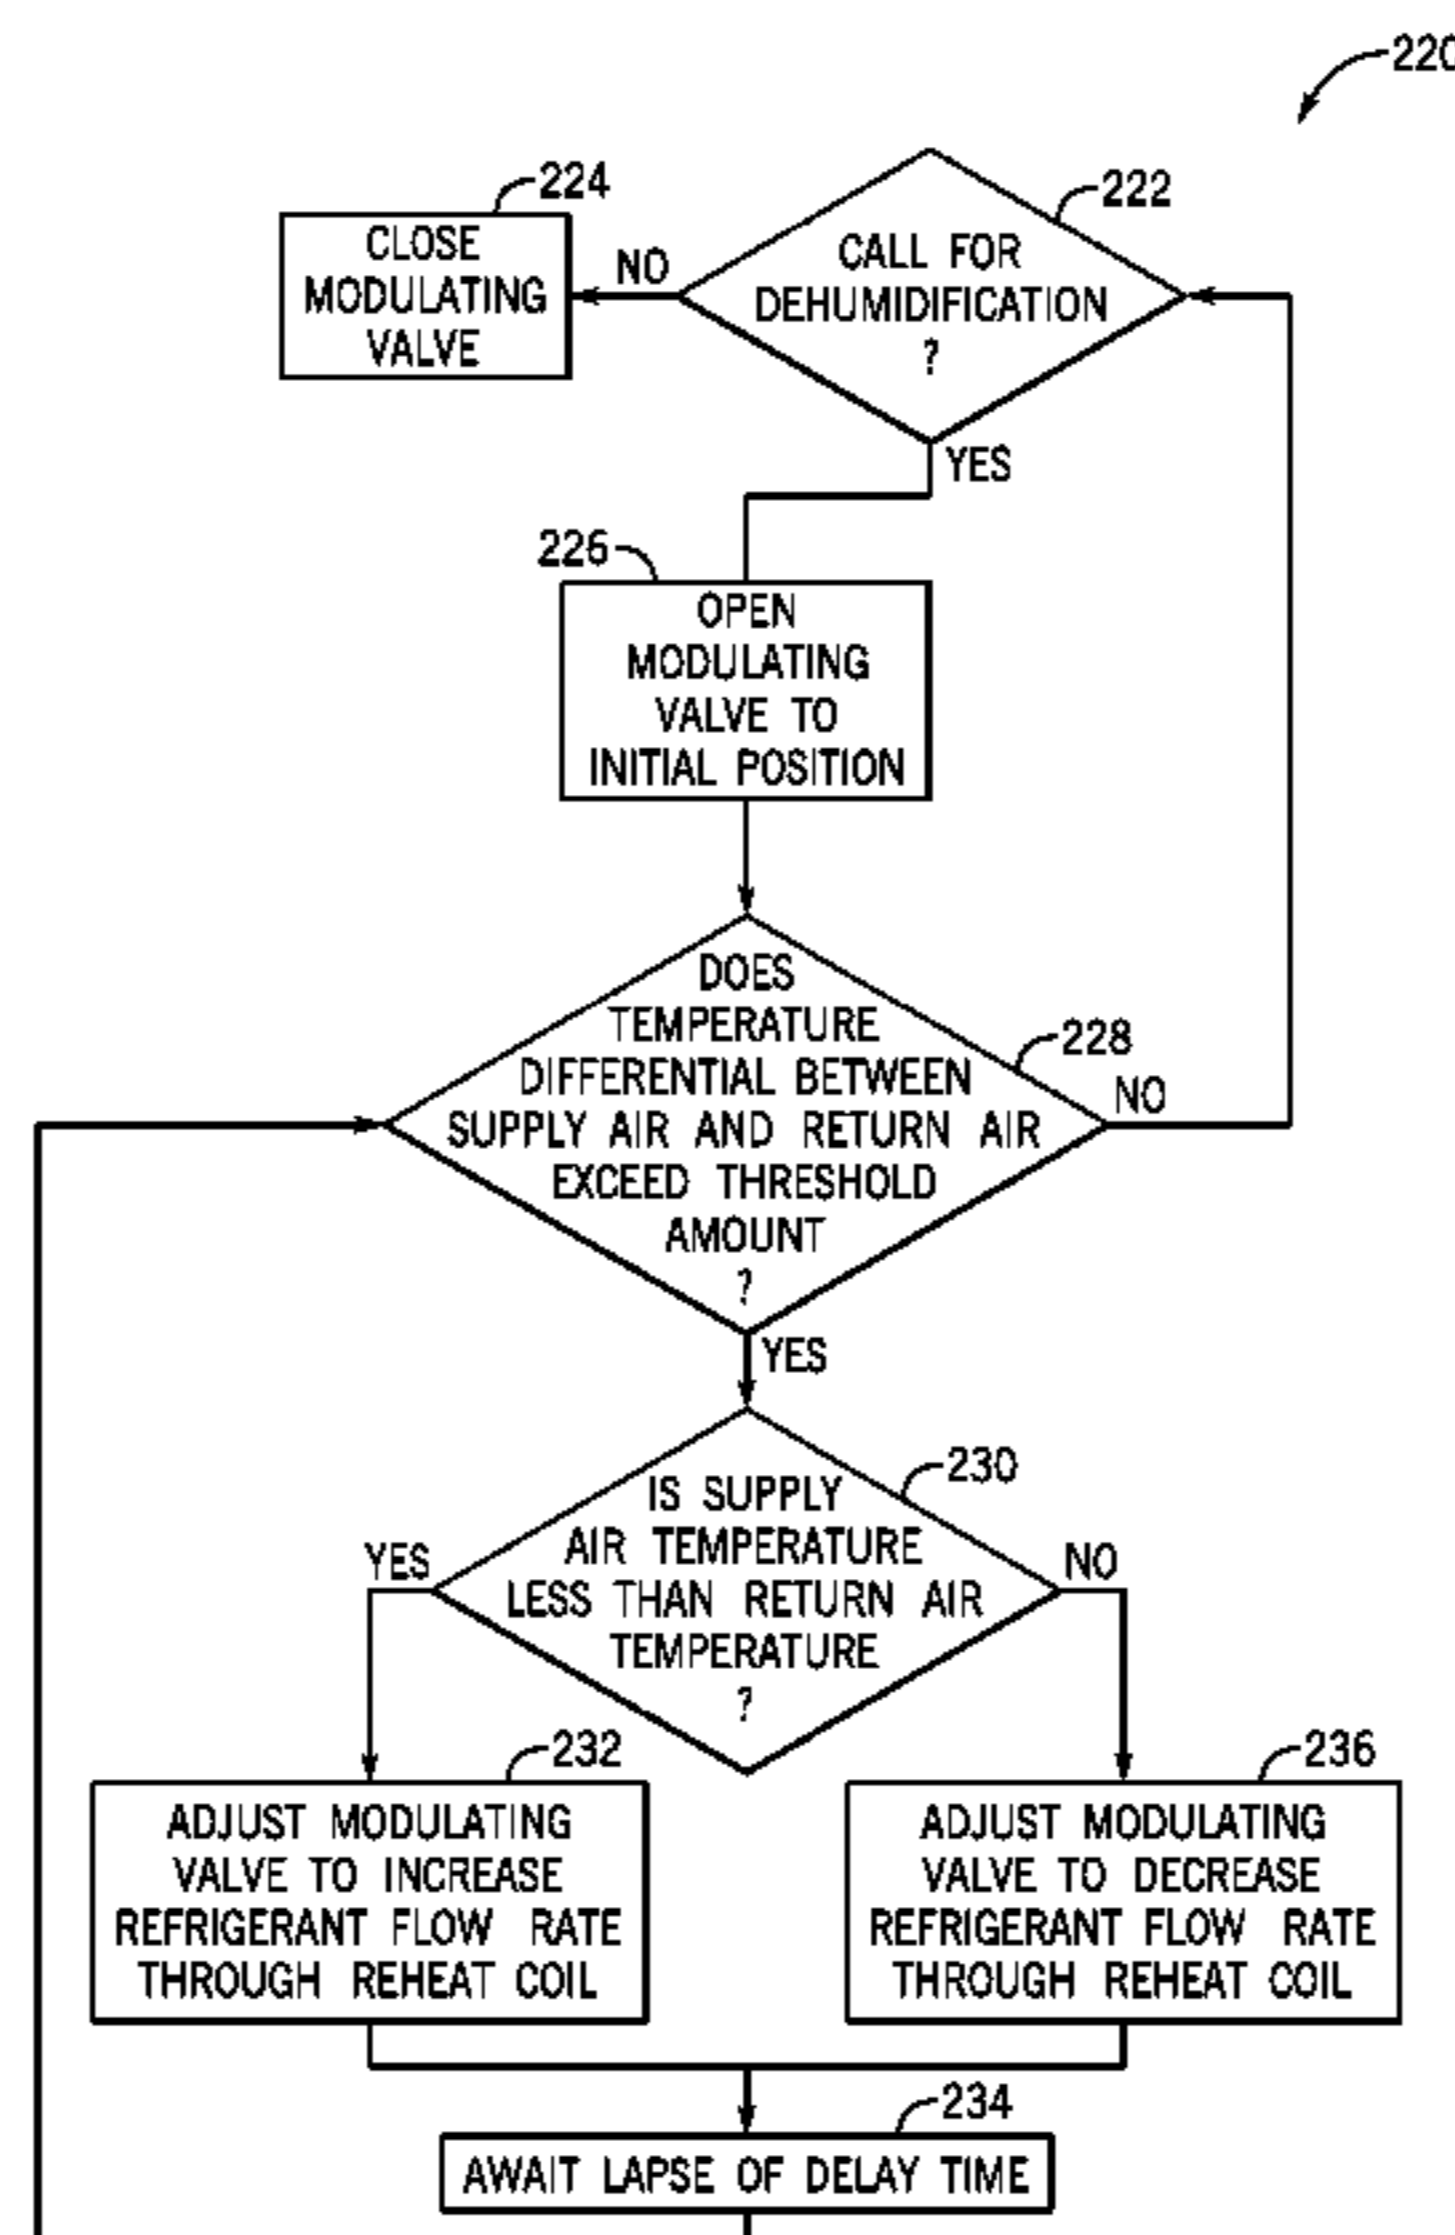 220
224
222
CLOSE
MODULATING
VALVE
NO
CALL FOR
DEHUMIDIFICATION
?
YES
226
OPEN
MODULATING
VALVE TO
INITIAL POSITION
DOES
TEMPERATURE
DIFFERENTIAL BETWEEN
SUPPLY AIR AND RETURN AIR
EXCEED THRESHOLD
AMOUNT
?
228
NO
YES
230
IS SUPPLY
AIR TEMPERATURE
LESS THAN RETURN AIR
TEMPERATURE
?
YES
NO
232
ADJUST MODULATING
VALVE TO INCREASE
REFRIGERANT FLOW RATE
THROUGH REHEAT COIL
236
ADJUST MODULATING
VALVE TO DECREASE
REFRIGERANT FLOW RATE
THROUGH REHEAT COIL
234
AWAIT LAPSE OF DELAY TIME